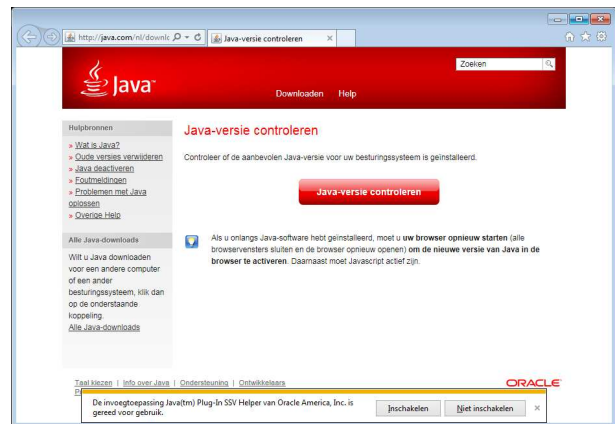 http://java.com/nl/downlc
Java-versie controleren
Zoeken
Java™
Downloaden Help
Hulpbronnen
» Wat is Java?
» Oude versies verwijderen
» Java deactiveren
» Foutmeldingen
» Problemen met Java
oplossen
» Overige Help
Alle Java-downloads
Wilt u Java downloaden
voor een andere computer
of een ander
besturingssysteem, klik dan
op de onderstaande
koppeling.
Alle Java-downloads
Java-versie controleren
Controleer of de aanbevolen Java-versie voor uw besturingssysteem is geïnstalleerd.
Java-versie controleren
Als u onlangs Java-software hebt geïnstalleerd, moet u uw browser opnieuw starten (alle
browservensters sluiten en de browser opnieuw openen) om de nieuwe versie van Java in de
browser te activeren. Daarnaast moet Javascript actief zijn.
Taal kiezen | Info over Java | Ondersteuning | Ontwikkelaars
ORACLE
De invoegtoepassing Java(tm) Plug-In SSV Helper van Oracle America, Inc. is
gereed voor gebruik.
Inschakelen
Niet inschakelen